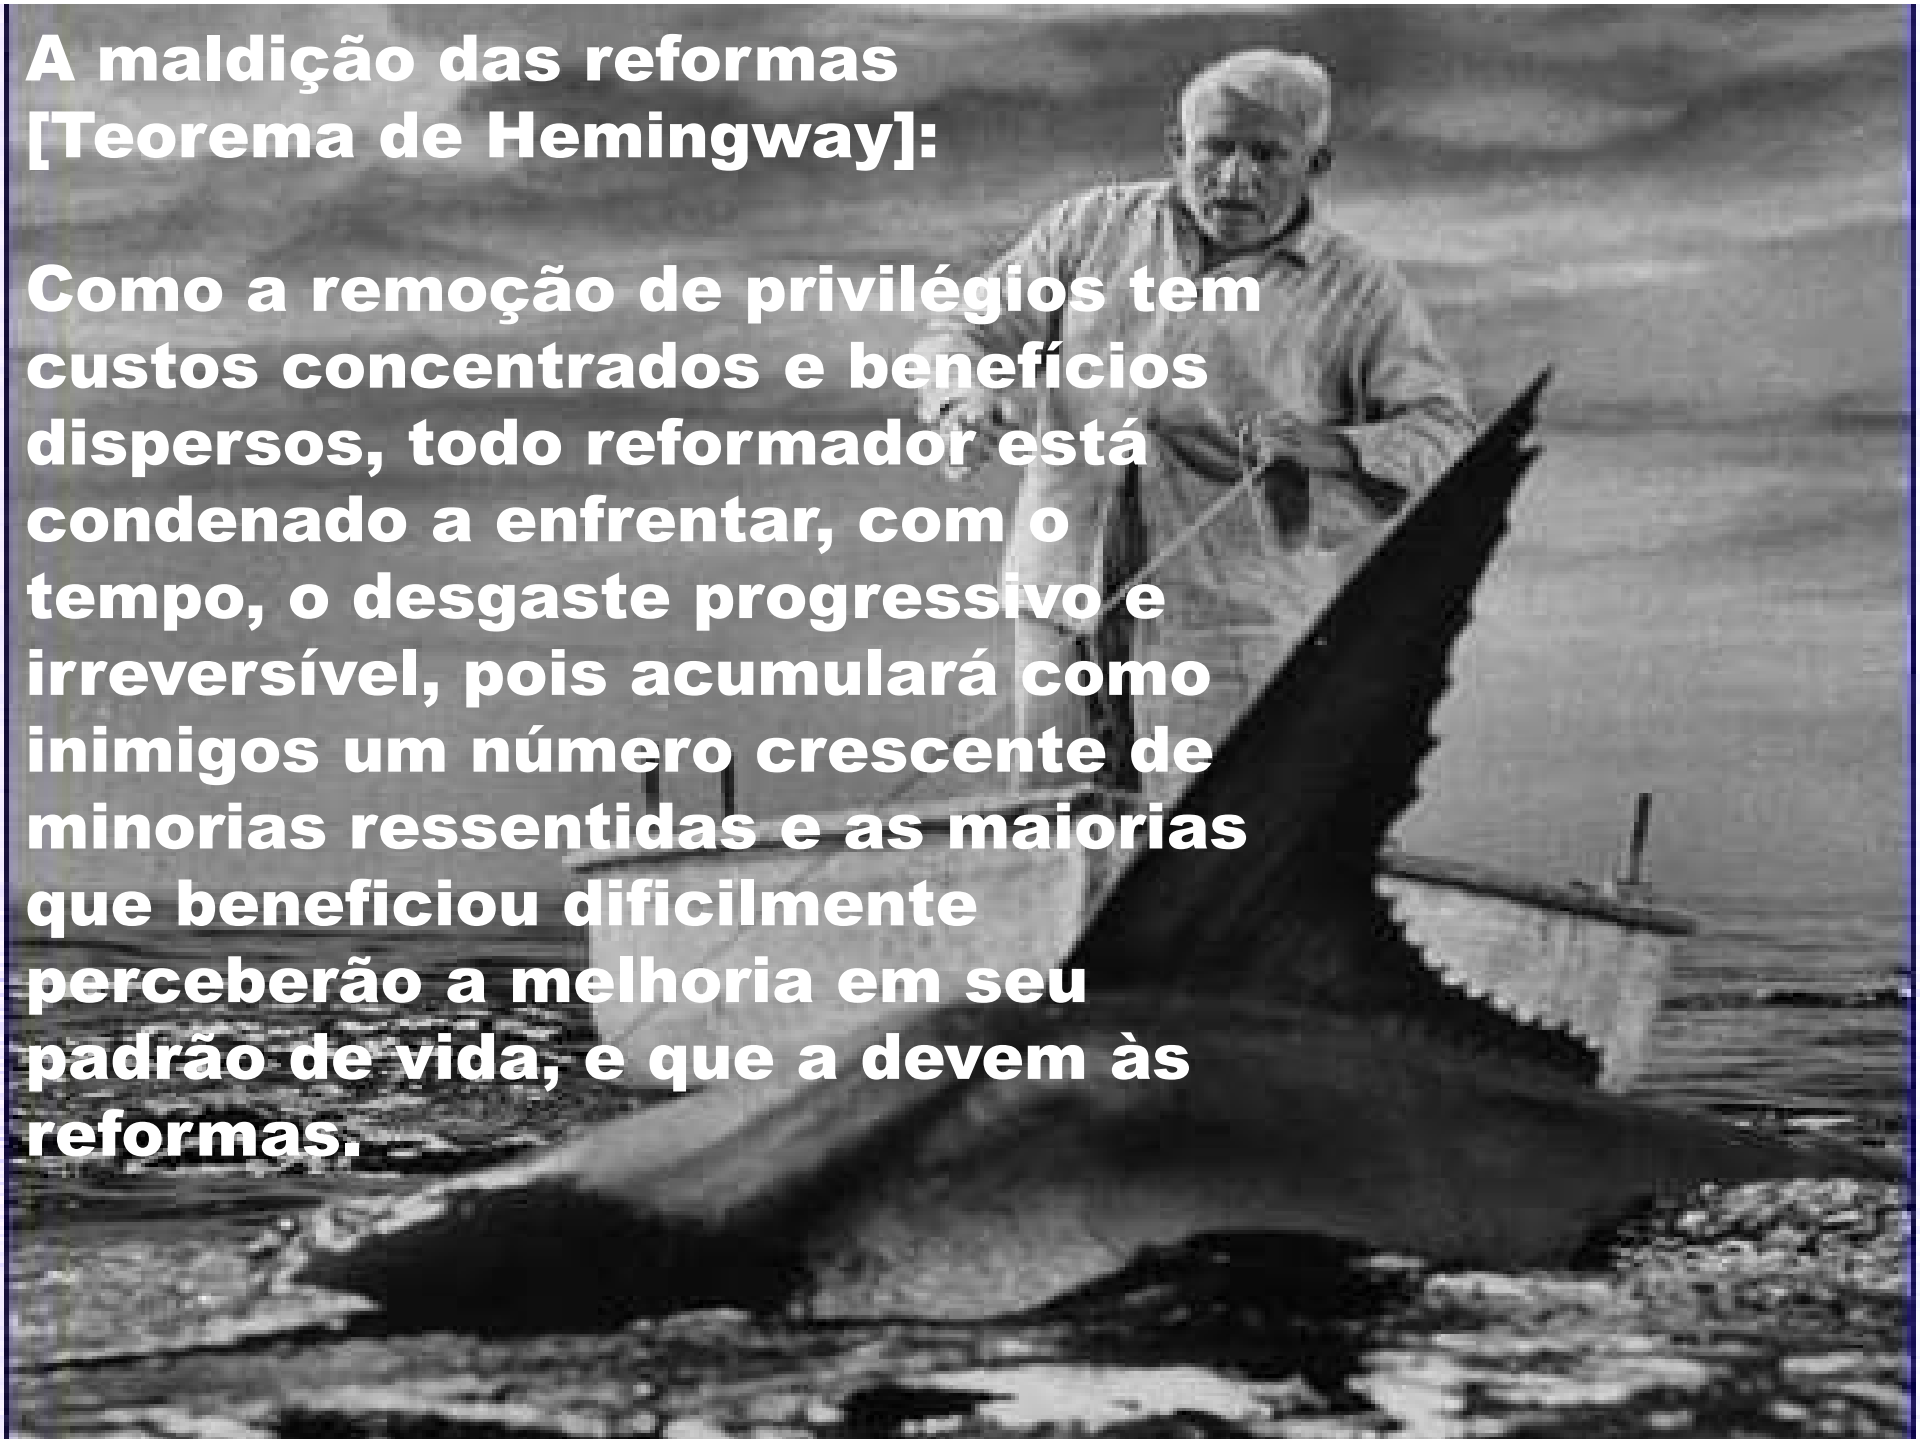 A maldição das reformas
[Teorema de Hemingway]:
Como a remoção de privilégios tem
custos concentrados e benefícios
dispersos, todo reformador está
condenado a enfrentar, com o
tempo, o desgaste progressivo e
irreversível, pois acumulará como
inimigos um número crescente de
minorias ressentidas e as maiorias
que beneficiou dificilmente
perceberão a melhoria em seu
padrão de vida, e que a devem às
reformas.